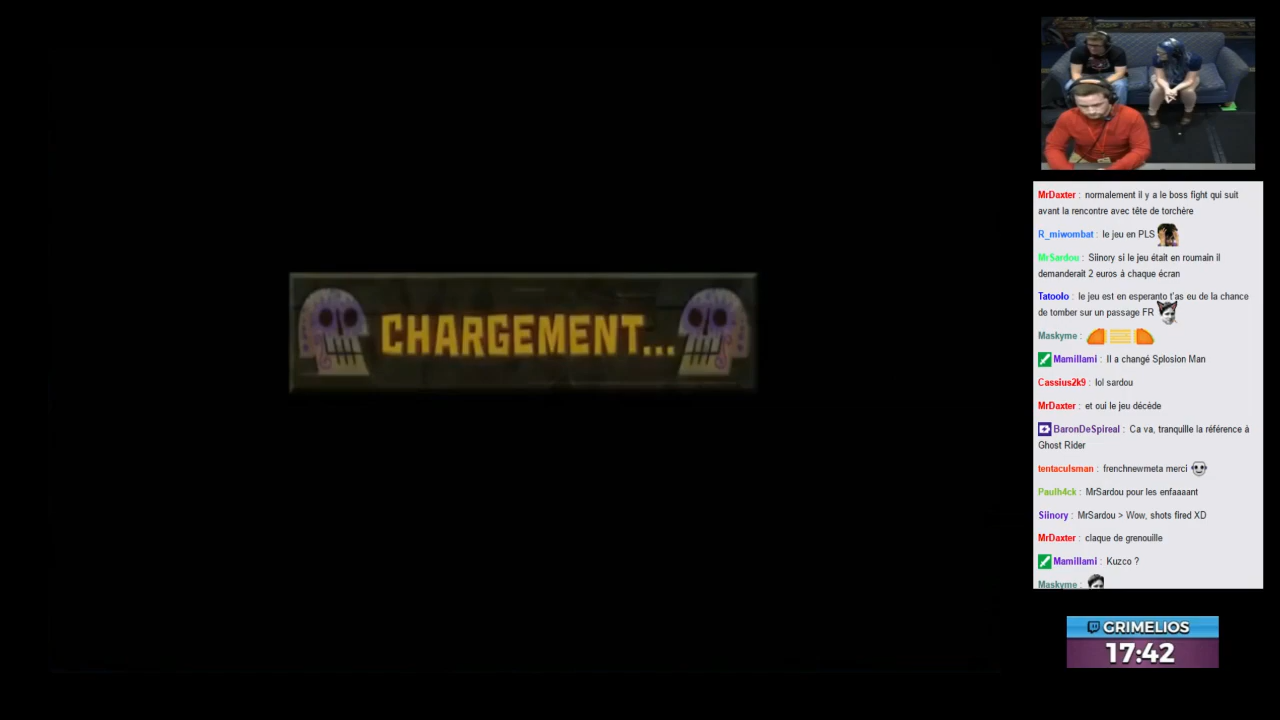 CHARGEMENT...
MrDaxter : normalement il y a le boss fight qui suit
avant la rencontre avec tête de torchère
R_miwombat : le jeu en PLS
MrSardou : Siinory si le jeu était en roumain il
demanderait 2 euros à chaque écran
Tatoolo : le jeu est en esperanto t'as eu de la chance
de tomber sur un passage FR
Maskyme :
Mamillami : Il a changé Splosion Man
Cassius2k9 : lol sardou
MrDaxter : et oui le jeu décède
BaronDeSpireal : Ca va, tranquille la référence à
Ghost Rider
tentaculsman : frenchnewmeta merci
Paulh4ck : MrSardou pour les enfaaaant
Siinory : MrSardou > Wow, shots fired XD
MrDaxter : claque de grenouille
Mamillami : Kuzco ?
Maskyme :
GRIMELIOS
17:42